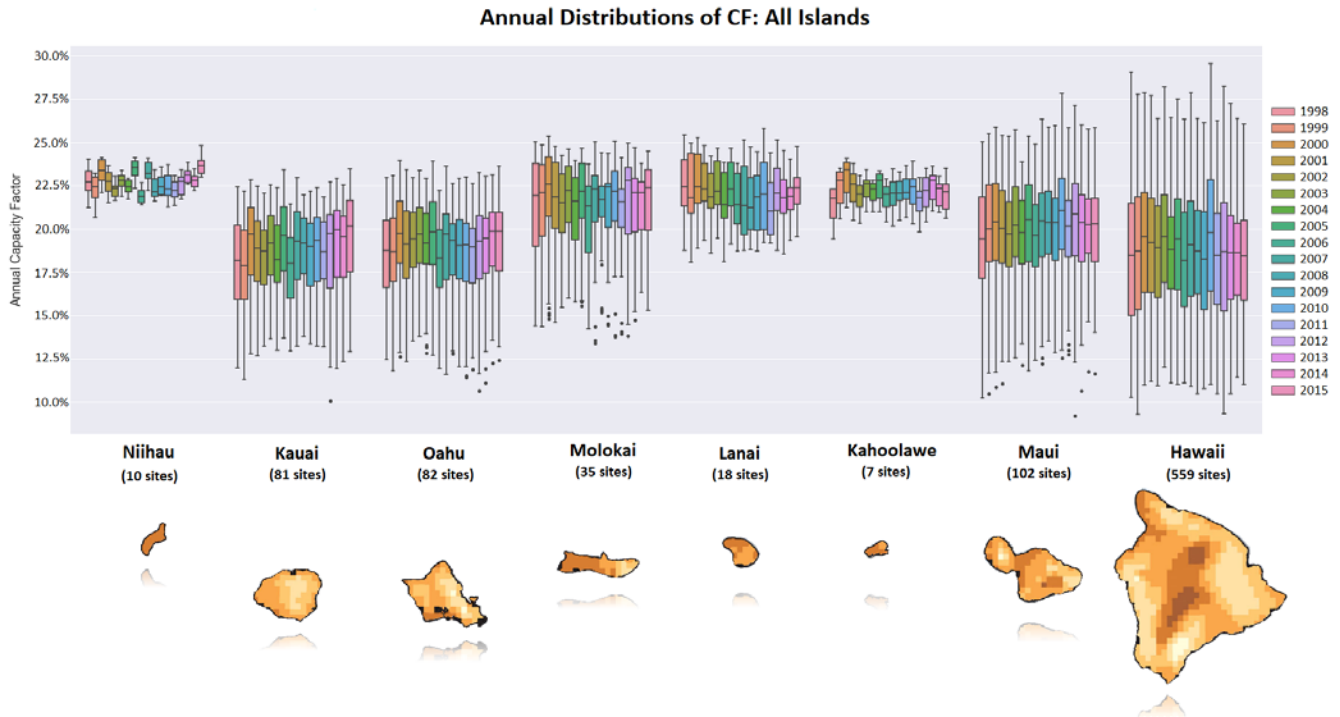 Annual Distributions of CF: All Islands
Annual Capacity Factor
30.0%
27.5%
25.0%
22.5%
20.0%
17.5%
15.0%
12.5%
10.0%
1998
1999
2000
2001
2002
2003
2004
2005
2006
2007
2008
2009
2010
2011
2012
2013
2014
2015
Niihau
(10 sites)
Kauai
(81 sites)
Oahu
(82 sites)
Molokai
(35 sites)
Lanai
(18 sites)
Kahoolawe
(7 sites)
Maui
(102 sites)
Hawaii
(559 sites)